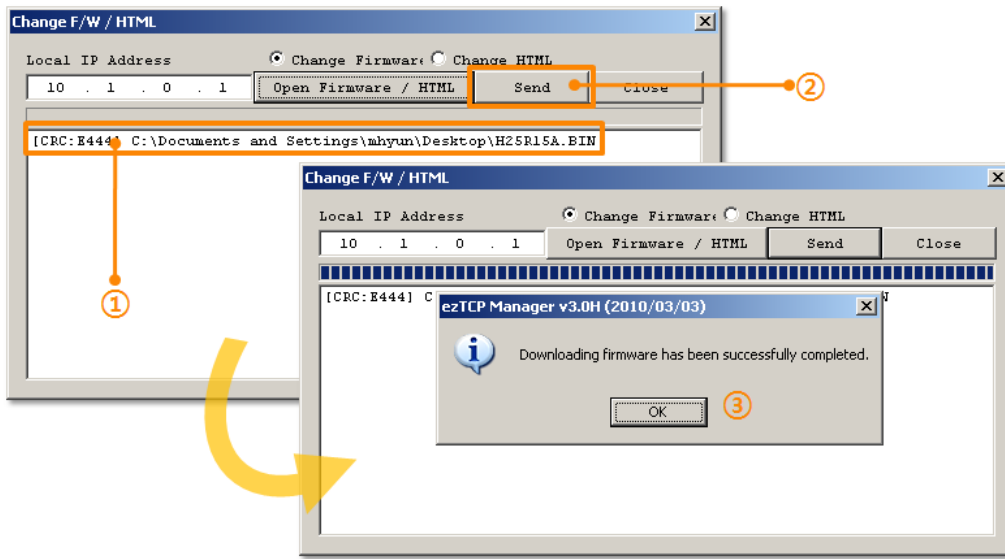 Change F/W / HTML
Local IP Address
Change Firmwar
Change HTML
10 . 1 . 0 . 1
Open Firmware / HTML
Send
Close
②
[CRC:E444] C:\Documents and Settings\mhyun\Desktop\H25R15A.BIN
①
Change F/W / HTML
Local IP Address
Change Firmwar
Change HTML
10 . 1 . 0 . 1
Open Firmware / HTML
Send
Close
[CRC:E444] C
ezTCP Manager v3.0H (2010/03/03)
Downloading firmware has been successfully completed.
OK
③